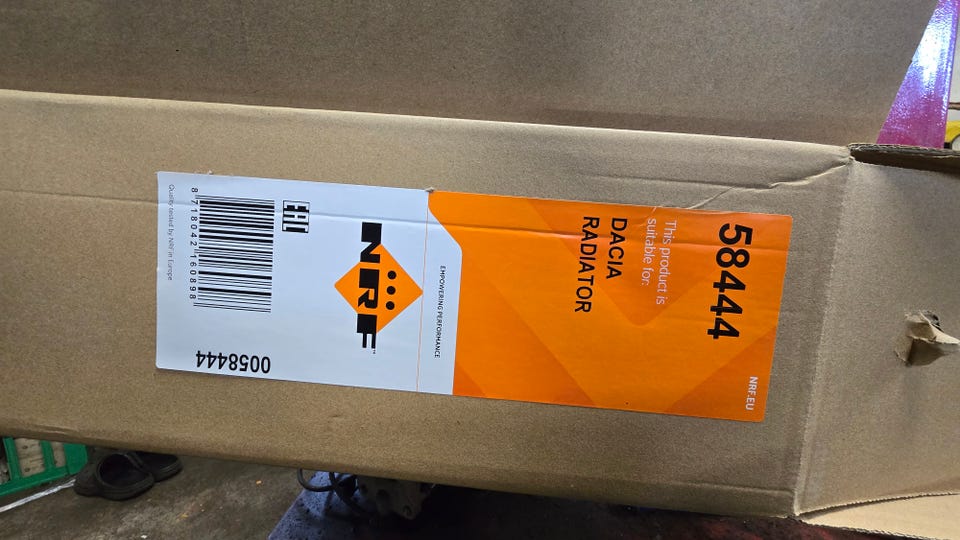 58444
This product is
suitable for:
DACIA
RADIATOR
NRF.EU
EMPOWERING PERFORMANCE
NRF™
EAC
8 718042 160898
Quality tested by NRF in Europe
0058444